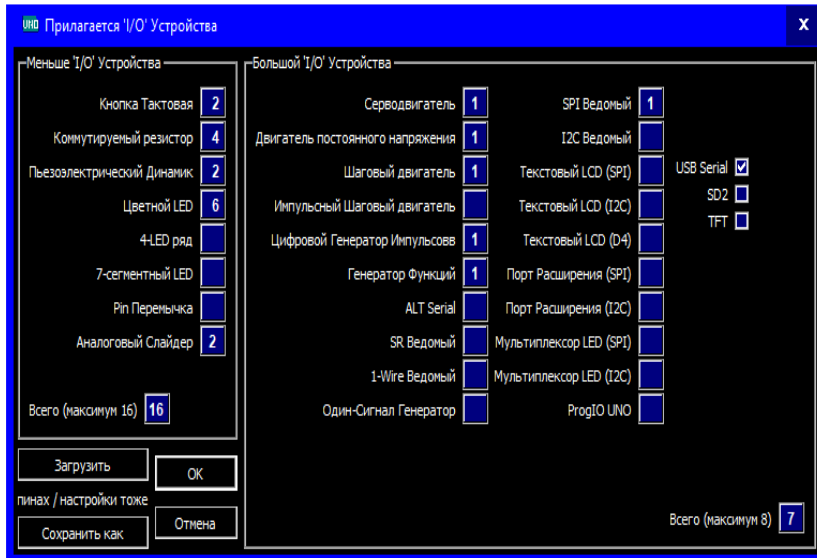 UNO Прилагается 'I/O' Устройства x
Меньше 'I/O' Устройства
Кнопка Тактовая 2
Коммутируемый резистор 4
Пьезоэлектрический Динамик 2
Цветной LED 6
4-LED ряд
7-сегментный LED
Pin Перемычка
Аналоговый Слайдер 2
Всего (максимум 16) 16
Загрузить
OK
пинах / настройки тоже
Сохранить как
Отмена
Большой 'I/O' Устройства
Серводвигатель 1
Двигатель постоянного напряжения 1
Шаговый двигатель 1
Импульсный Шаговый двигатель
Цифровой Генератор Импульсовв 1
Генератор Функций 1
ALT Serial
SR Ведомый
1-Wire Ведомый
Один-Сигнал Генератор
SPI Ведомый 1
I2C Ведомый
Текстовый LCD (SPI)
Текстовый LCD (I2C)
Текстовый LCD (D4)
Порт Расширения (SPI)
Порт Расширения (I2C)
Мультиплексор LED (SPI)
Мультиплексор LED (I2C)
ProgIO UNO
USB Serial
SD2
TFT
Всего (максимум 8) 7